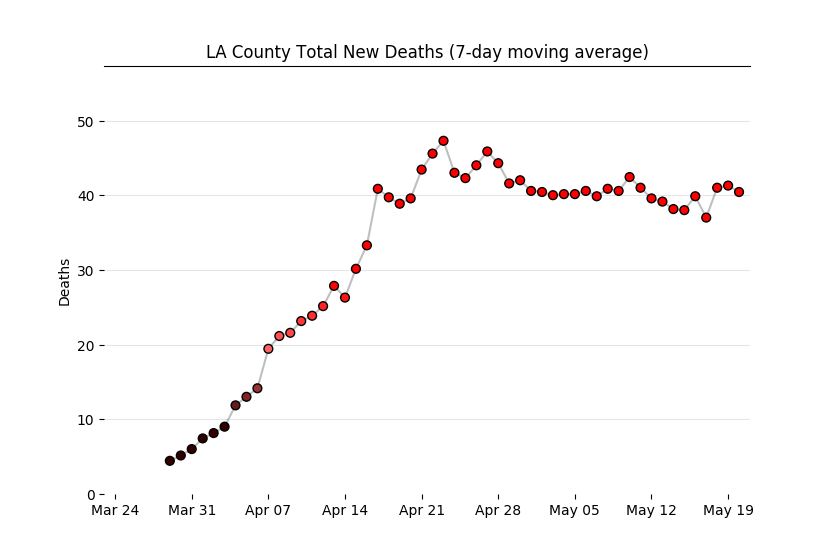 LA County Total New Deaths (7-day moving average)
50
40
30
20
10
0
Deaths
Mar 24 Mar 31 Apr 07 Apr 14 Apr 21 Apr 28 May 05 May 12 May 19